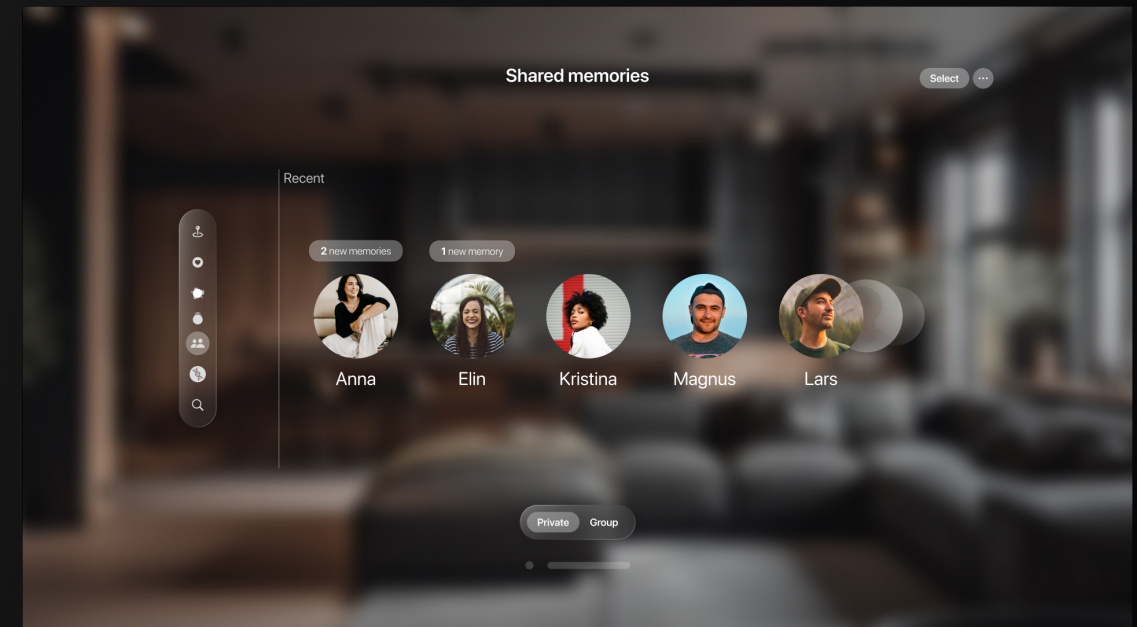 Shared memories
Select
Recent
2 new memories
1 new memory
Anna
Elin
Kristina
Magnus
Lars
Private
Group